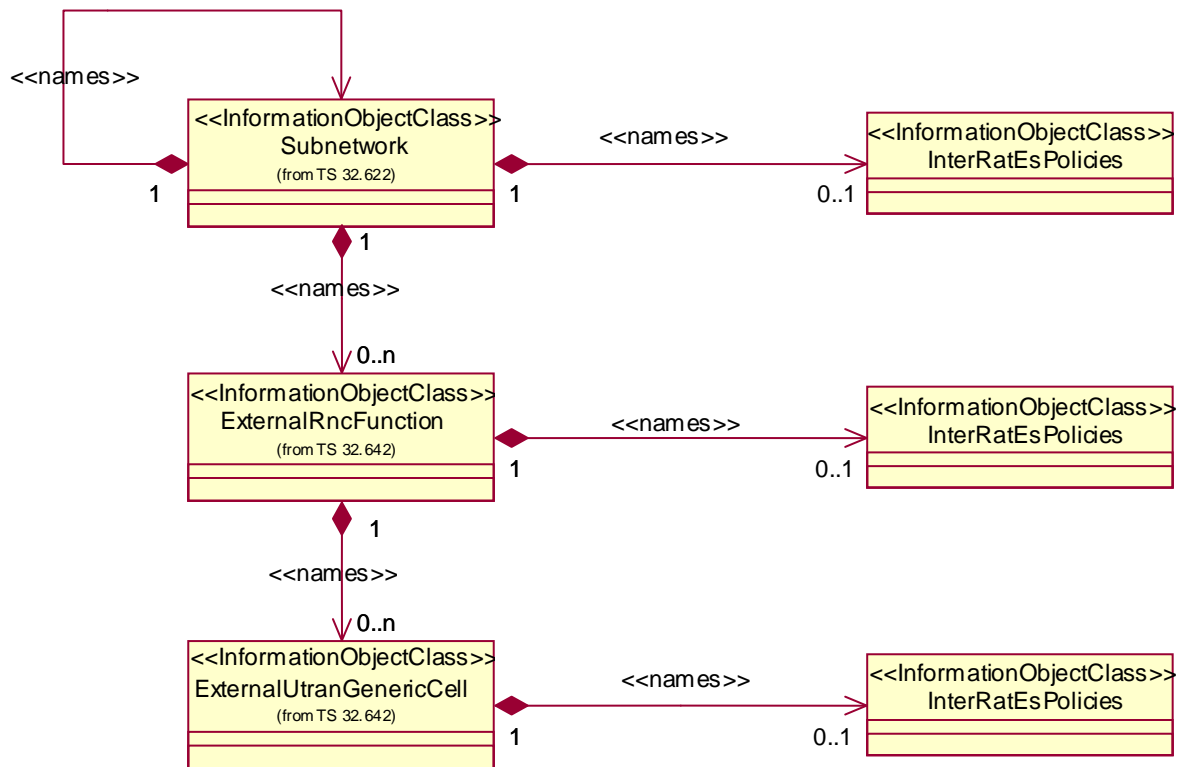 <<names>>
<<InformationObjectClass>>
Subnetwork
(from TS 32.622)
1
1
<<names>>
0..1
<<InformationObjectClass>>
InterRatEsPolicies
1
<<names>>
0..n
<<InformationObjectClass>>
ExternalRncFunction
(from TS 32.642)
1
<<names>>
0..1
<<InformationObjectClass>>
InterRatEsPolicies
1
<<names>>
0..n
<<InformationObjectClass>>
ExternalUtranGenericCell
(from TS 32.642)
1
<<names>>
0..1
<<InformationObjectClass>>
InterRatEsPolicies